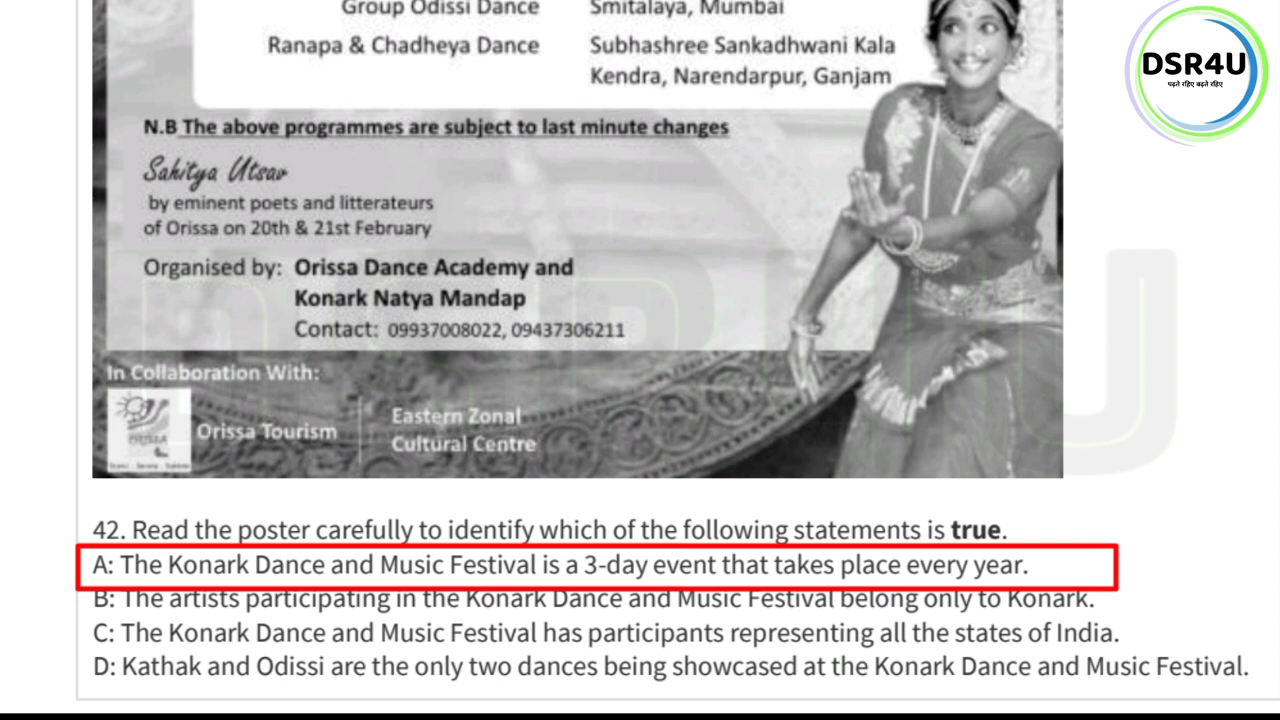 Group Odissi Dance Smitalaya, Mumbai
Ranapa & Chadheya Dance Subhashree Sankadhwani Kala
Kendra, Narendarpur, Ganjam
DSR4U
पढ़ते रहिए बढ़ते रहिए
N.B The above programmes are subject to last minute changes
Sahitya Utsav
by eminent poets and litterateurs
of Orissa on 20th & 21st February
Organised by: Orissa Dance Academy and
Konark Natya Mandap
Contact: 09937008022, 09437306211
In Collaboration With:
ORISSA
Orissa Tourism
Eastern Zonal
Cultural Centre
42. Read the poster carefully to identify which of the following statements is true.
A: The Konark Dance and Music Festival is a 3-day event that takes place every year.
B: The artists participating in the Konark Dance and Music Festival belong only to Konark.
C: The Konark Dance and Music Festival has participants representing all the states of India.
D: Kathak and Odissi are the only two dances being showcased at the Konark Dance and Music Festival.